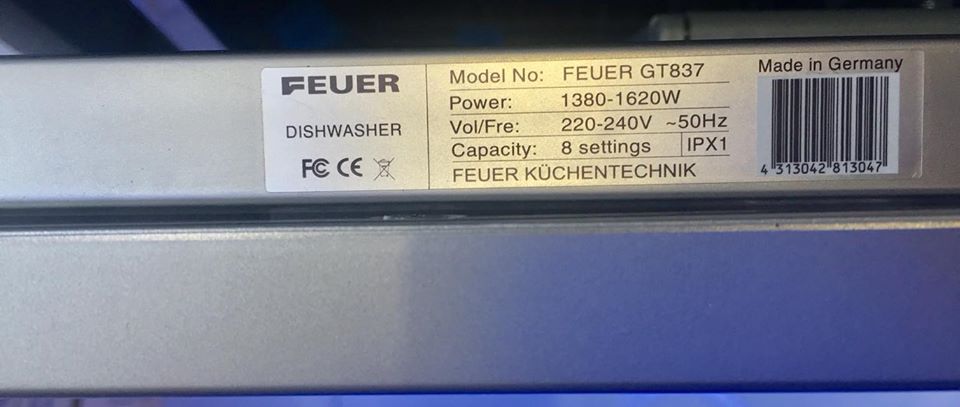 FEUER
DISHWASHER
FC CE
Model No: FEUER GT837
Power: 1380-1620W
Vol/Fre: 220-240V ~50Hz
Capacity: 8 settings IPX1
FEUER KÜCHENTECHNIK
Made in Germany
4 313042 813047